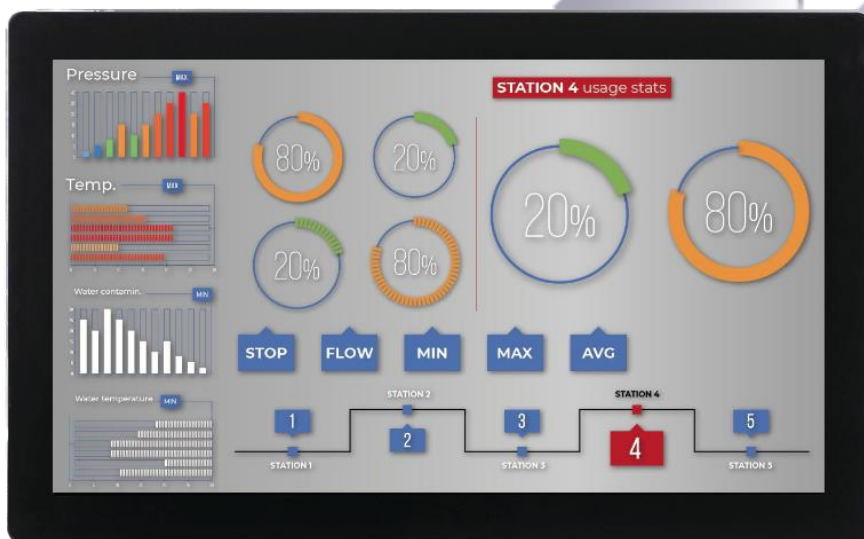 Pressure
MAX
Temp.
MAX
Water contamin.
MIN
Water temperature
MIN
80%
20%
20%
80%
STATION 4 usage stats
20%
80%
STOP
FLOW
MIN
MAX
AVG
STATION 2
STATION 4
1
2
3
4
5
STATION 1
STATION 3
STATION 5